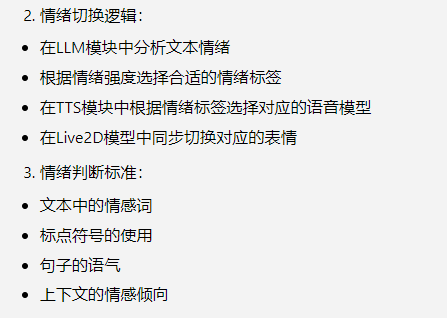 2. 情绪切换逻辑：
• 在LLM模块中分析文本情绪
• 根据情绪强度选择合适的情绪标签
• 在TTS模块中根据情绪标签选择对应的语音模型
• 在Live2D模型中同步切换对应的表情
3. 情绪判断标准：
• 文本中的情感词
• 标点符号的使用
• 句子的语气
• 上下文的情感倾向